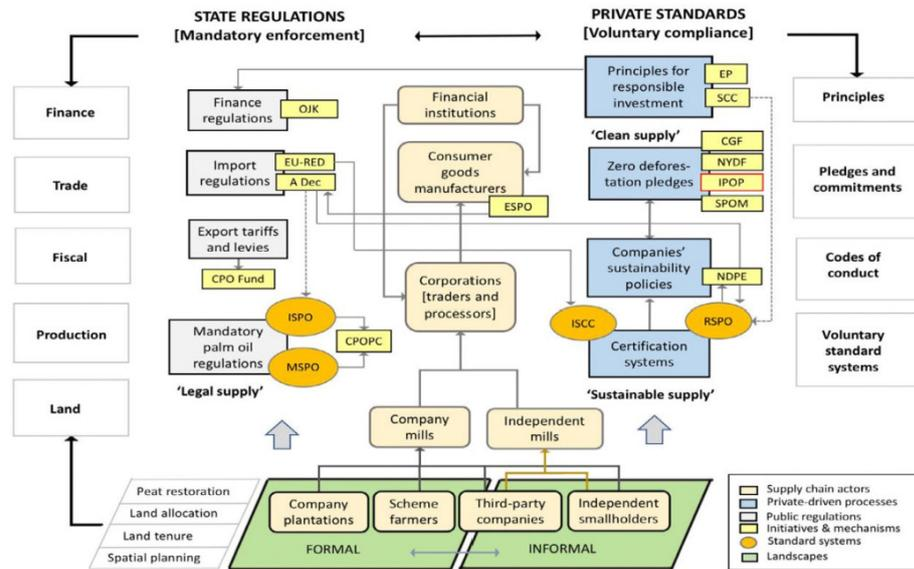 STATE REGULATIONS
[Mandatory enforcement]
PRIVATE STANDARDS
[Voluntary compliance]
Finance
Trade
Fiscal
Production
Land
Finance
regulations
OJK
Import
regulations
EU-RED
A Dec
Export tariffs
and levies
CPO Fund
ISPO
Mandatory
palm oil
regulations
MSPO
CPOPC
'Legal supply'
Financial
institutions
Consumer
goods
manufacturers
ESPO
Corporations
[traders and
processors]
Company
mills
Independent
mills
Principles for
responsible
investment
EP
SCC
'Clean supply'
Zero defores-
tation pledges
CGF
NYDF
IPOP
SPOM
Companies'
sustainability
policies
NDPE
ISCC
RSPO
Certification
systems
'Sustainable supply'
Principles
Pledges and
commitments
Codes of
conduct
Voluntary
standard
systems
Peat restoration
Land allocation
Land tenure
Spatial planning
Company
plantations
Scheme
farmers
Third-party
companies
Independent
smallholders
FORMAL
INFORMAL
Supply chain actors
Private-driven processes
Public regulations
Initiatives & mechanisms
Standard systems
Landscapes